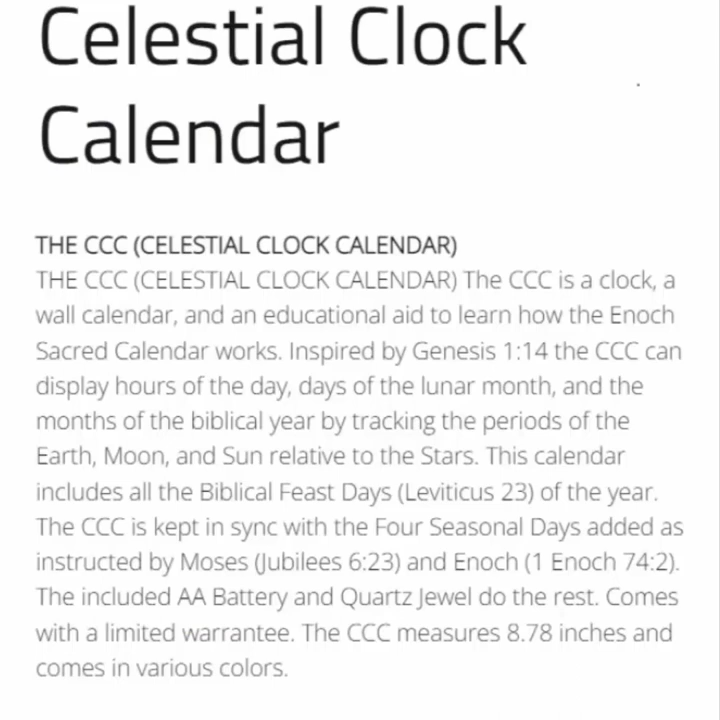 Celestial Clock
Calendar
THE CCC (CELESTIAL CLOCK CALENDAR)
THE CCC (CELESTIAL CLOCK CALENDAR) The CCC is a clock, a
wall calendar, and an educational aid to learn how the Enoch
Sacred Calendar works. Inspired by Genesis 1:14 the CCC can
display hours of the day, days of the lunar month, and the
months of the biblical year by tracking the periods of the
Earth, Moon, and Sun relative to the Stars. This calendar
includes all the Biblical Feast Days (Leviticus 23) of the year.
The CCC is kept in sync with the Four Seasonal Days added as
instructed by Moses (Jubilees 6:23) and Enoch (1 Enoch 74:2).
The included AA Battery and Quartz Jewel do the rest. Comes
with a limited warrantee. The CCC measures 8.78 inches and
comes in various colors.